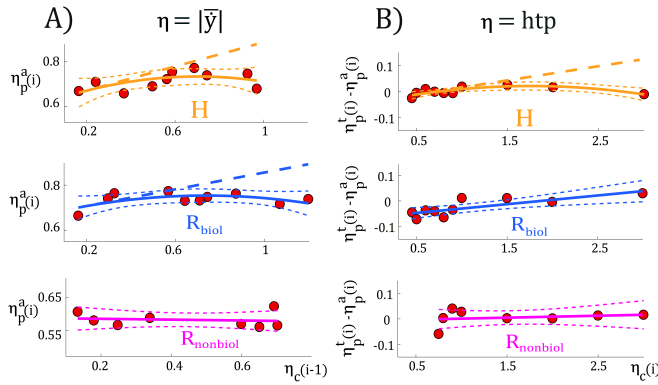 A) η = |ẏ̅| B) η = htp
η_p^a(i)
0.8
0.6
H
0.2 0.6 1
η_p^t(i) -η_p^a(i)
0.1
0
-0.1
H
0.5 1.5 2.5
η_p^a(i)
0.8
0.6
R_biol
0.2 0.6 1
η_p^t(i) -η_p^a(i)
0.1
0
-0.1
R_biol
0.5 1.5 2.5
η_p^a(i)
0.65
0.55
R_nonbiol
0 0.2 0.4 0.6 η_c(i-1)
η_p^t(i) -η_p^a(i)
0.1
0
-0.1
R_nonbiol
0.5 1.5 2.5 η_c(i)